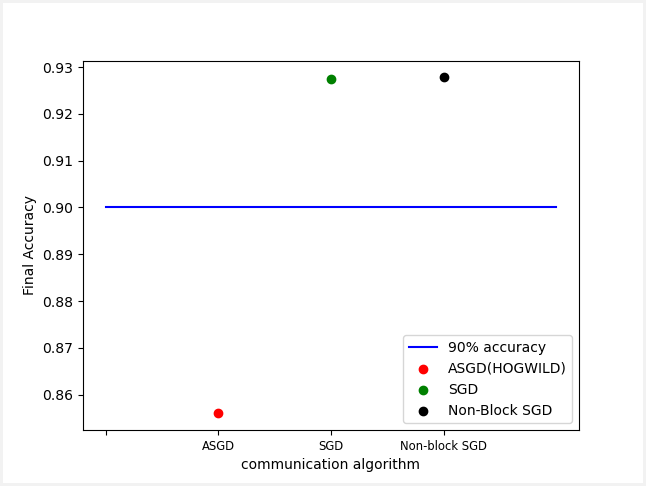 0.93
0.92
0.91
0.90
0.89
0.88
0.87
0.86
Final Accuracy
90% accuracy
ASGD(HOGWILD)
SGD
Non-Block SGD
ASGD SGD Non-block SGD
communication algorithm